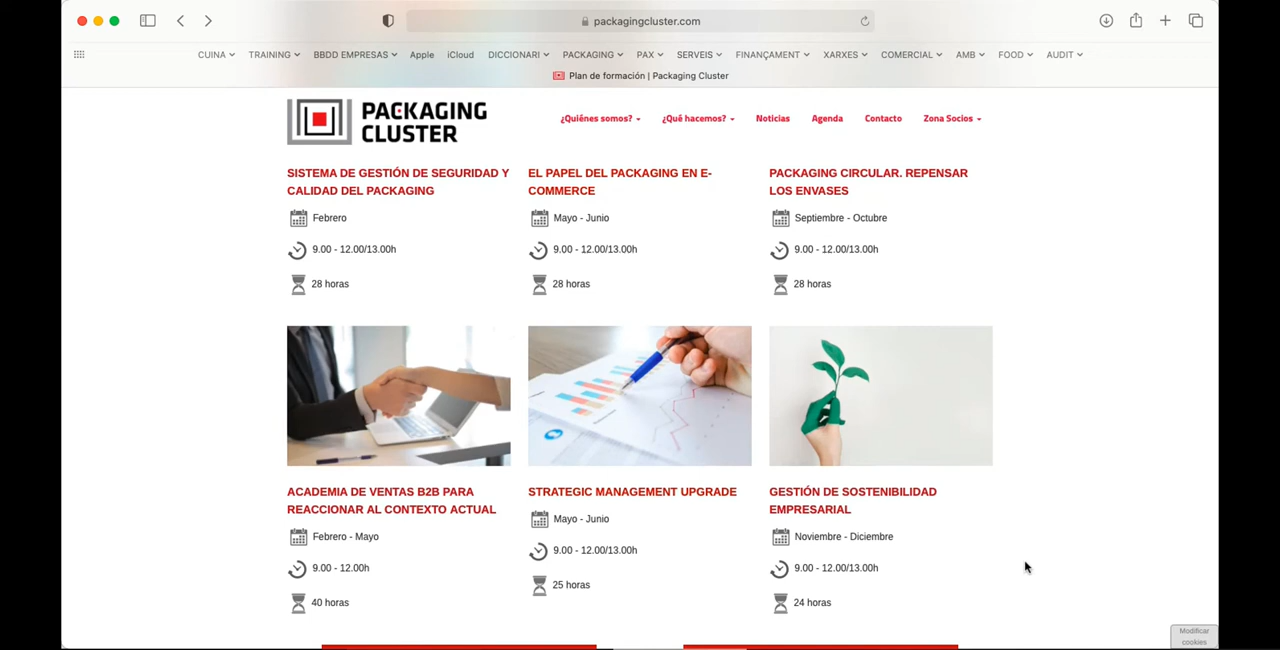 packagingcluster.com
CUINA TRAINING BBDD EMPRESAS Apple iCloud DICCIONARI PACKAGING PAX SERVEIS FINANÇAMENT XARXES COMERCIAL AMB FOOD AUDIT
Plan de formación | Packaging Cluster
PACKAGING
CLUSTER
¿Quiénes somos? ¿Qué hacemos? Noticias Agenda Contacto Zona Socios
SISTEMA DE GESTIÓN DE SEGURIDAD Y
CALIDAD DEL PACKAGING
Febrero
9.00 - 12.00/13.00h
28 horas
EL PAPEL DEL PACKAGING EN E-
COMMERCE
Mayo - Junio
9.00 - 12.00/13.00h
28 horas
PACKAGING CIRCULAR. REPENSAR
LOS ENVASES
Septiembre - Octubre
9.00 - 12.00/13.00h
28 horas
ACADEMIA DE VENTAS B2B PARA
REACCIONAR AL CONTEXTO ACTUAL
Febrero - Mayo
9.00 - 12.00h
40 horas
STRATEGIC MANAGEMENT UPGRADE
Mayo - Junio
9.00 - 12.00/13.00h
25 horas
GESTIÓN DE SOSTENIBILIDAD
EMPRESARIAL
Noviembre - Diciembre
9.00 - 12.00/13.00h
24 horas
Modificar
cookies